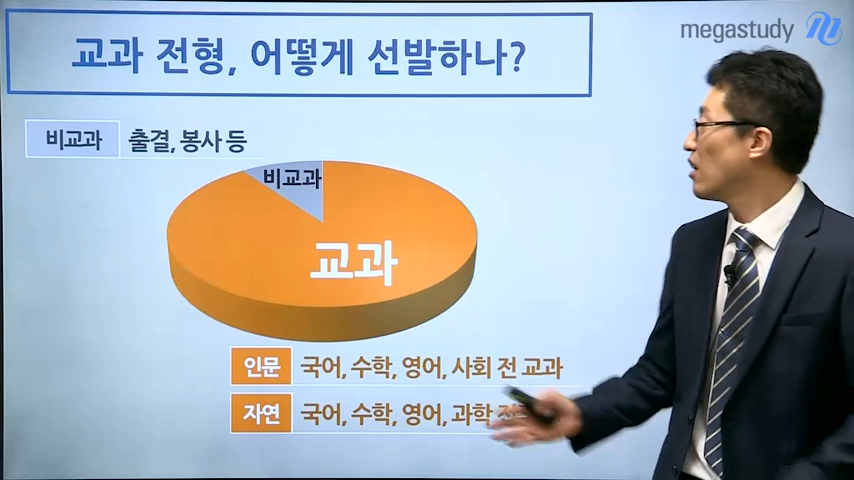 교과 전형, 어떻게 선발하나?
megastudy
비교과 출결, 봉사 등
비교과
교과
인문 국어, 수학, 영어, 사회 전 교과
자연 국어, 수학, 영어, 과학